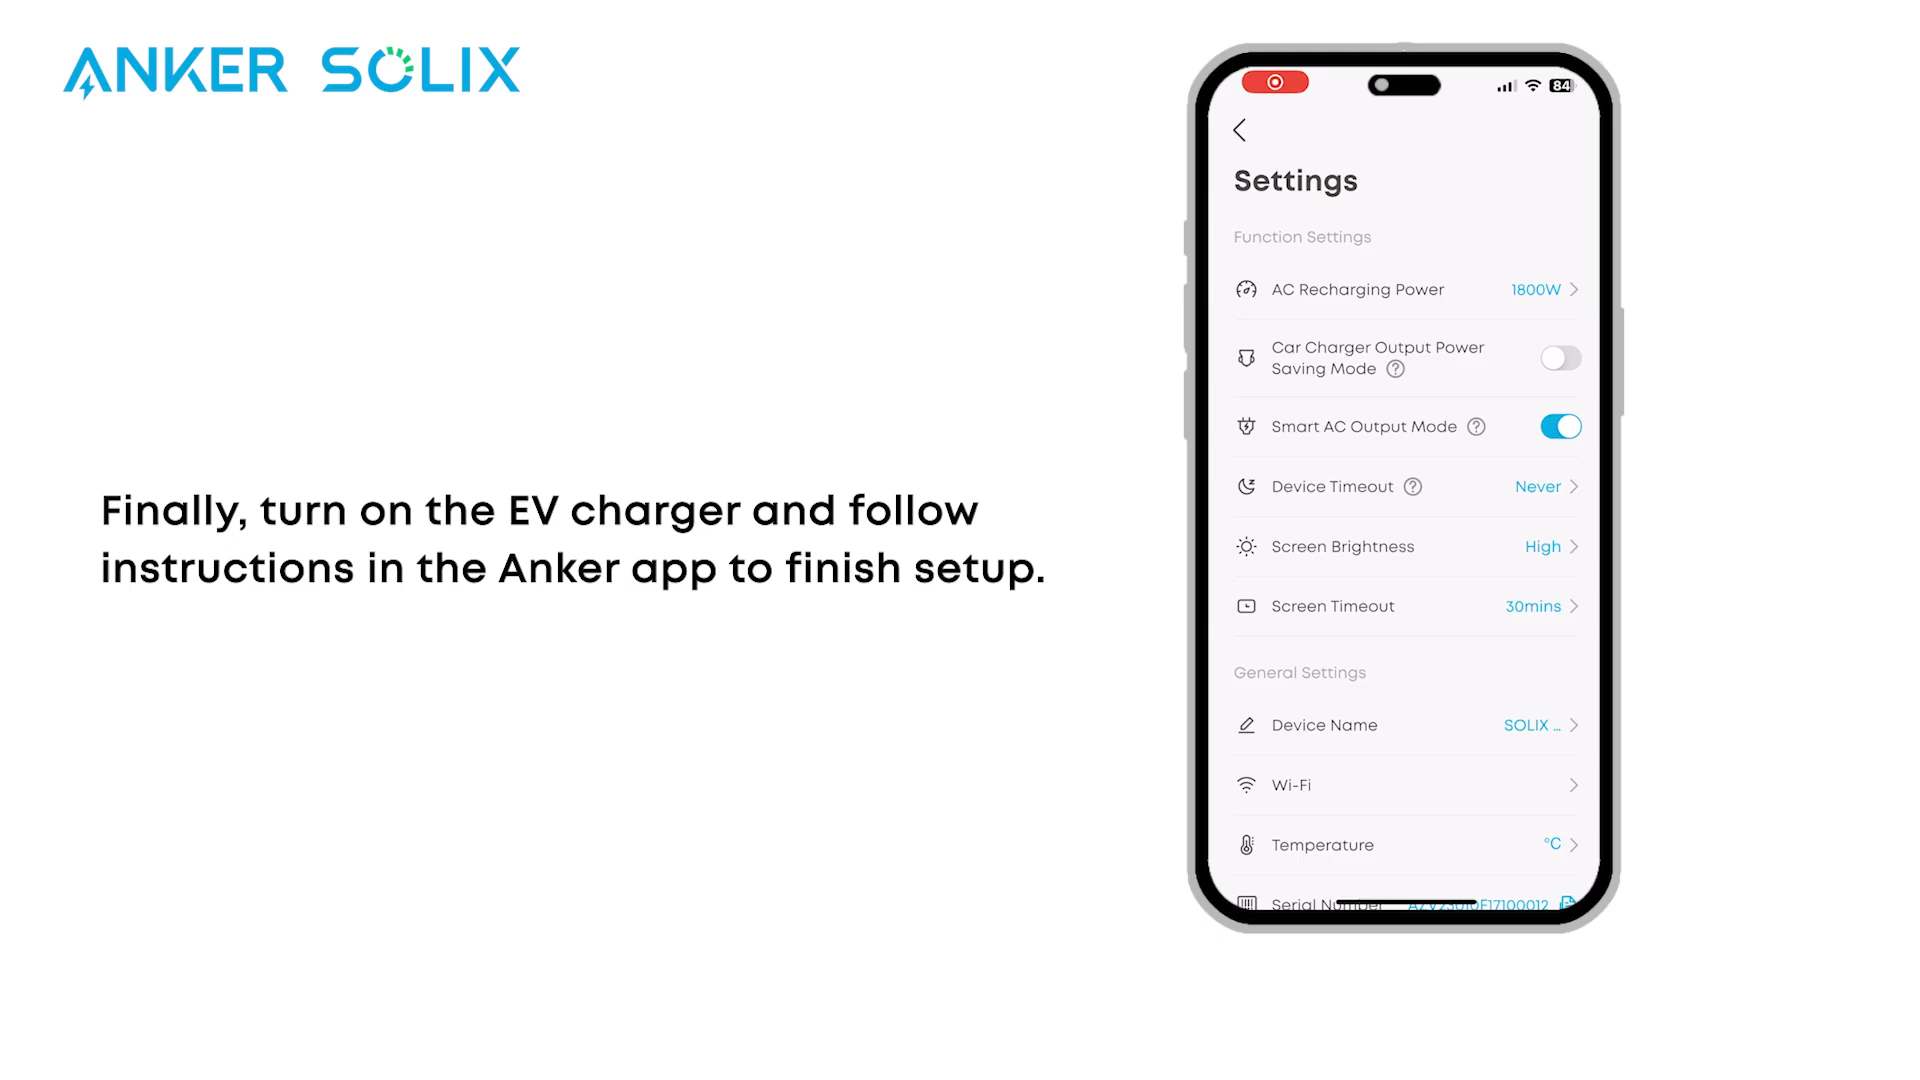 ANKER SOLIX
Finally, turn on the EV charger and follow
instructions in the Anker app to finish setup.
84
Settings
Function Settings
AC Recharging Power 1800W
Car Charger Output Power
Saving Mode ?
Smart AC Output Mode ?
Device Timeout ? Never
Screen Brightness High
Screen Timeout 30mins
General Settings
Device Name SOLIX ...
Wi-Fi
Temperature °C
Serial Number